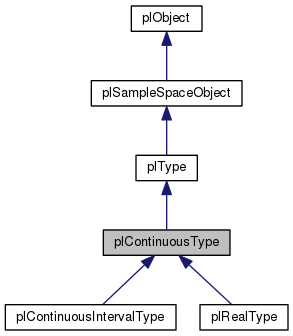 plObject
plSampleSpaceObject
plType
plContinuousType
plContinuousIntervalType
plRealType